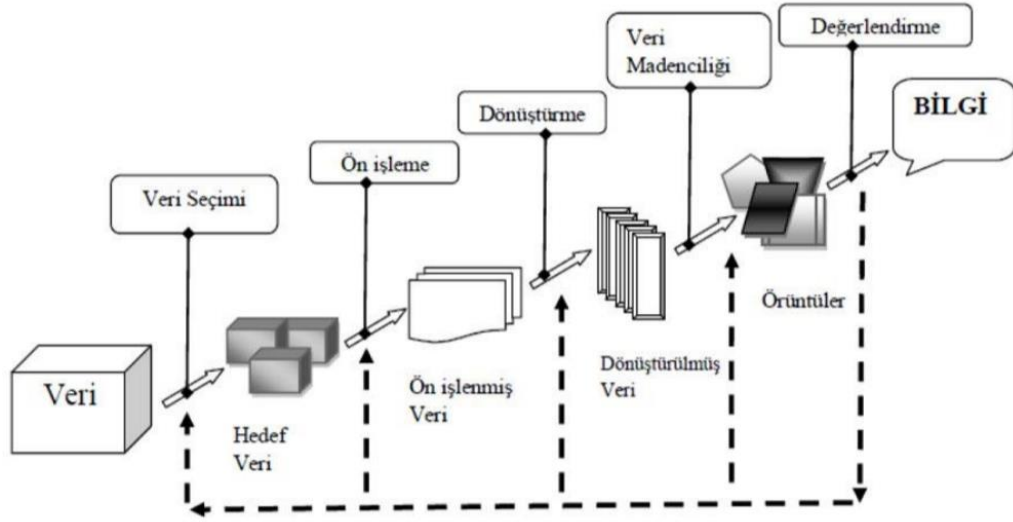 Değerlendirme
Veri
Madenciliği
BİLGİ
Dönüştürme
Ön işleme
Veri Seçimi
Örüntüler
Dönüştürülmüş
Veri
Ön işlenmiş
Veri
Veri
Hedef
Veri